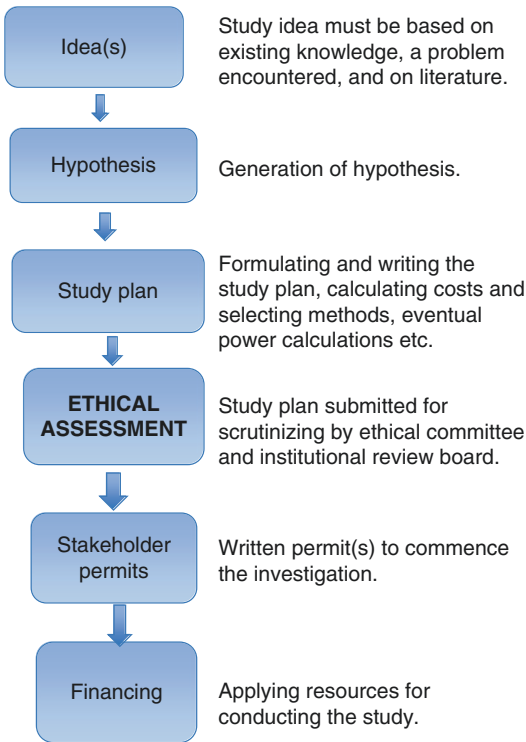 Idea(s)
Study idea must be based on
existing knowledge, a problem
encountered, and on literature.
Hypothesis
Generation of hypothesis.
Study plan
Formulating and writing the
study plan, calculating costs and
selecting methods, eventual
power calculations etc.
ETHICAL
ASSESSMENT
Study plan submitted for
scrutinizing by ethical committee
and institutional review board.
Stakeholder
permits
Written permit(s) to commence
the investigation.
Financing
Applying resources for
conducting the study.